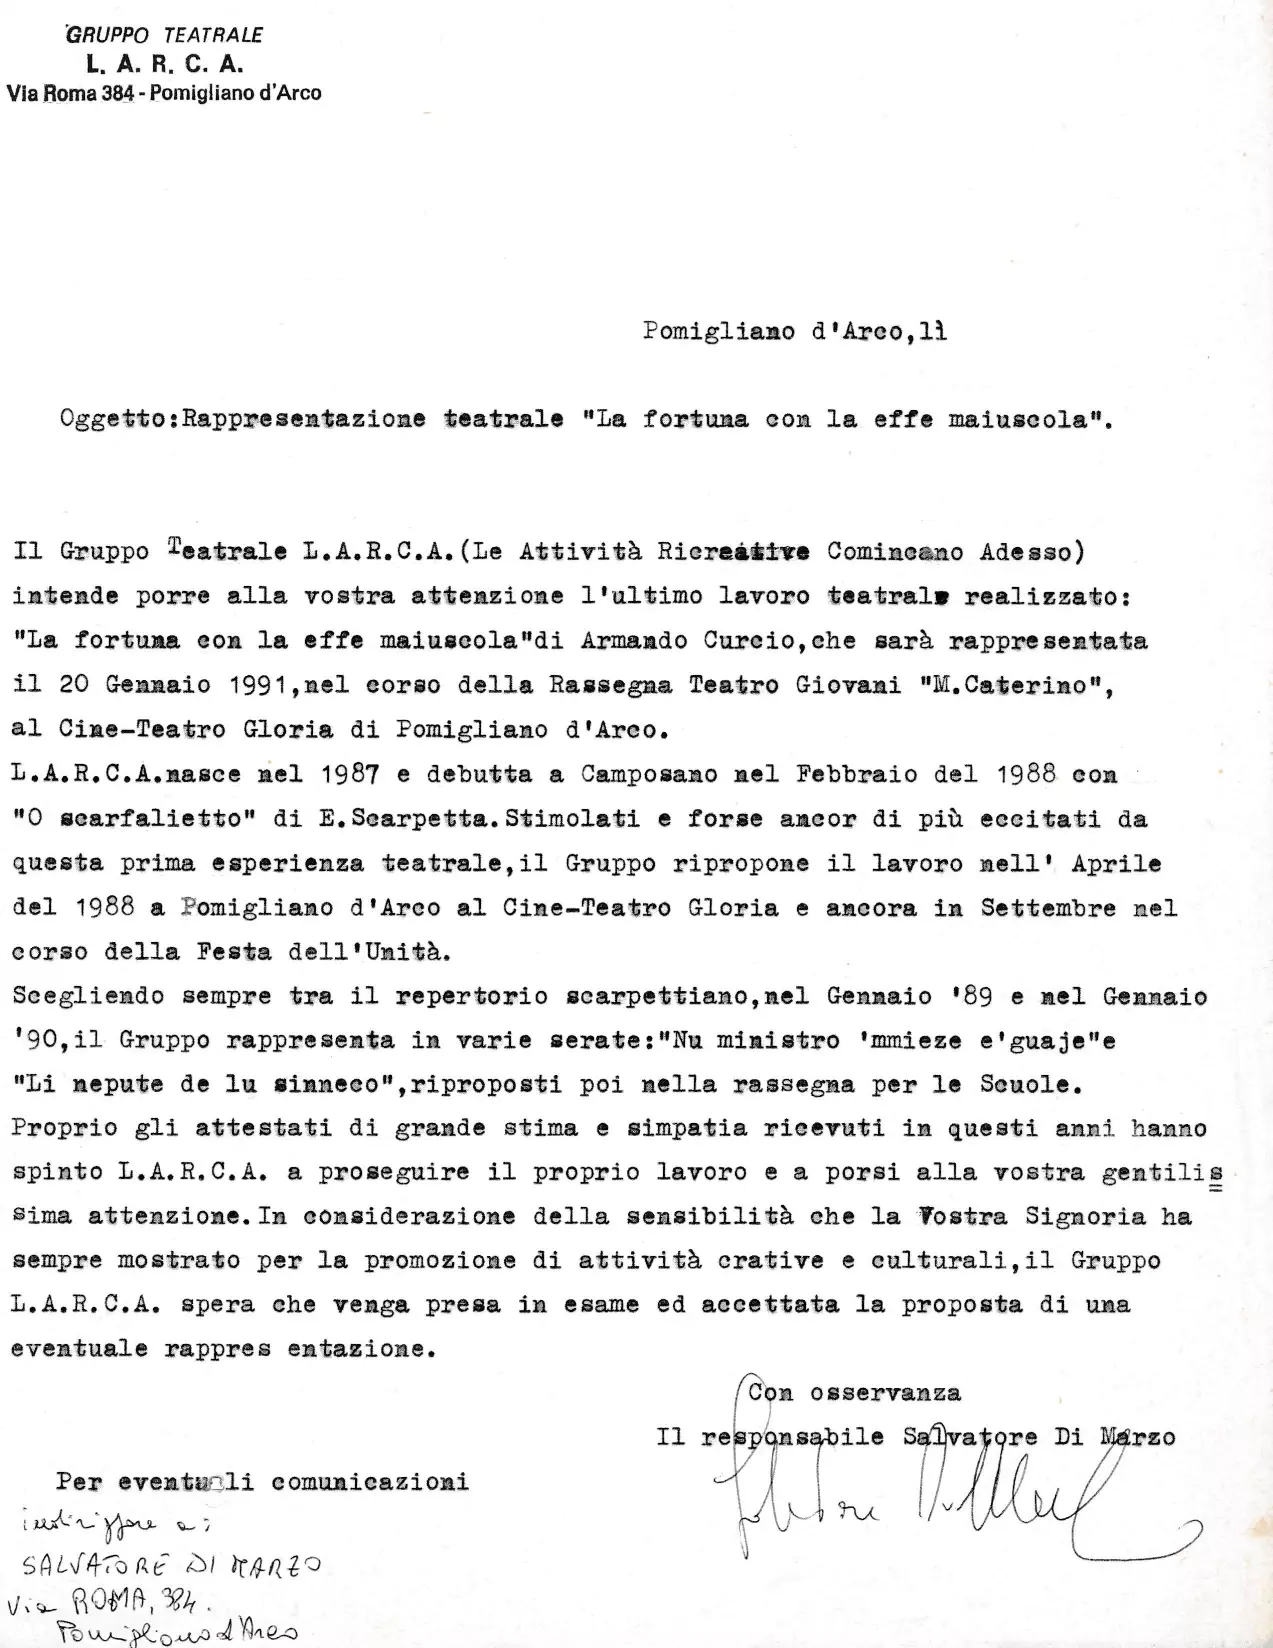 GRUPPO TEATRALE
L. A. R. C. A.
Via Roma 384 - Pomigliano d'Arco
Pomigliano d'Arco,lì
Oggetto:Rappresentazione teatrale "La fortuna con la effe maiuscola".
Il Gruppo Teatrale L.A.R.C.A.(Le Attività Ricreative Comincano Adesso)
intende porre alla vostra attenzione l'ultimo lavoro teatrale realizzato:
"La fortuna con la effe maiuscola"di Armando Curcio,che sarà rappresentata
il 20 Gennaio 1991,nel corso della Rassegna Teatro Giovani "M.Caterino",
al Cine-Teatro Gloria di Pomigliano d'Arco.
L.A.R.C.A.nasce nel 1987 e debutta a Camposano nel Febbraio del 1988 con
"O scarfalietto" di E.Scarpetta.Stimolati e forse ancor di più eccitati da
questa prima esperienza teatrale,il Gruppo ripropone il lavoro nell' Aprile
del 1988 a Pomigliano d'Arco al Cine-Teatro Gloria e ancora in Settembre nel
corso della Festa dell'Unità.
Scegliendo sempre tra il repertorio scarpettiano,nel Gennaio '89 e nel Gennaio
'90,il Gruppo rappresenta in varie serate:"Nu ministro 'mmieze e'guaje"e
"Li nepute de lu sinneco",riproposti poi nella rassegna per le Scuole.
Proprio gli attestati di grande stima e simpatia ricevuti in questi anni hanno
spinto L.A.R.C.A. a proseguire il proprio lavoro e a porsi alla vostra gentilis
sima attenzione.In considerazione della sensibilità che la Vostra Signoria ha
sempre mostrato per la promozione di attività crative e culturali,il Gruppo
L.A.R.C.A. spera che venga presa in esame ed accettata la proposta di una
eventuale rappres entazione.
Con osservanza
Il responsabile Salvatore Di Marzo
Salvatore Di Marzo
Per eventuali comunicazioni
indirizzare a:
SALVATORE DI MARZO
Via ROMA, 384.
Pomigliano d'Arco